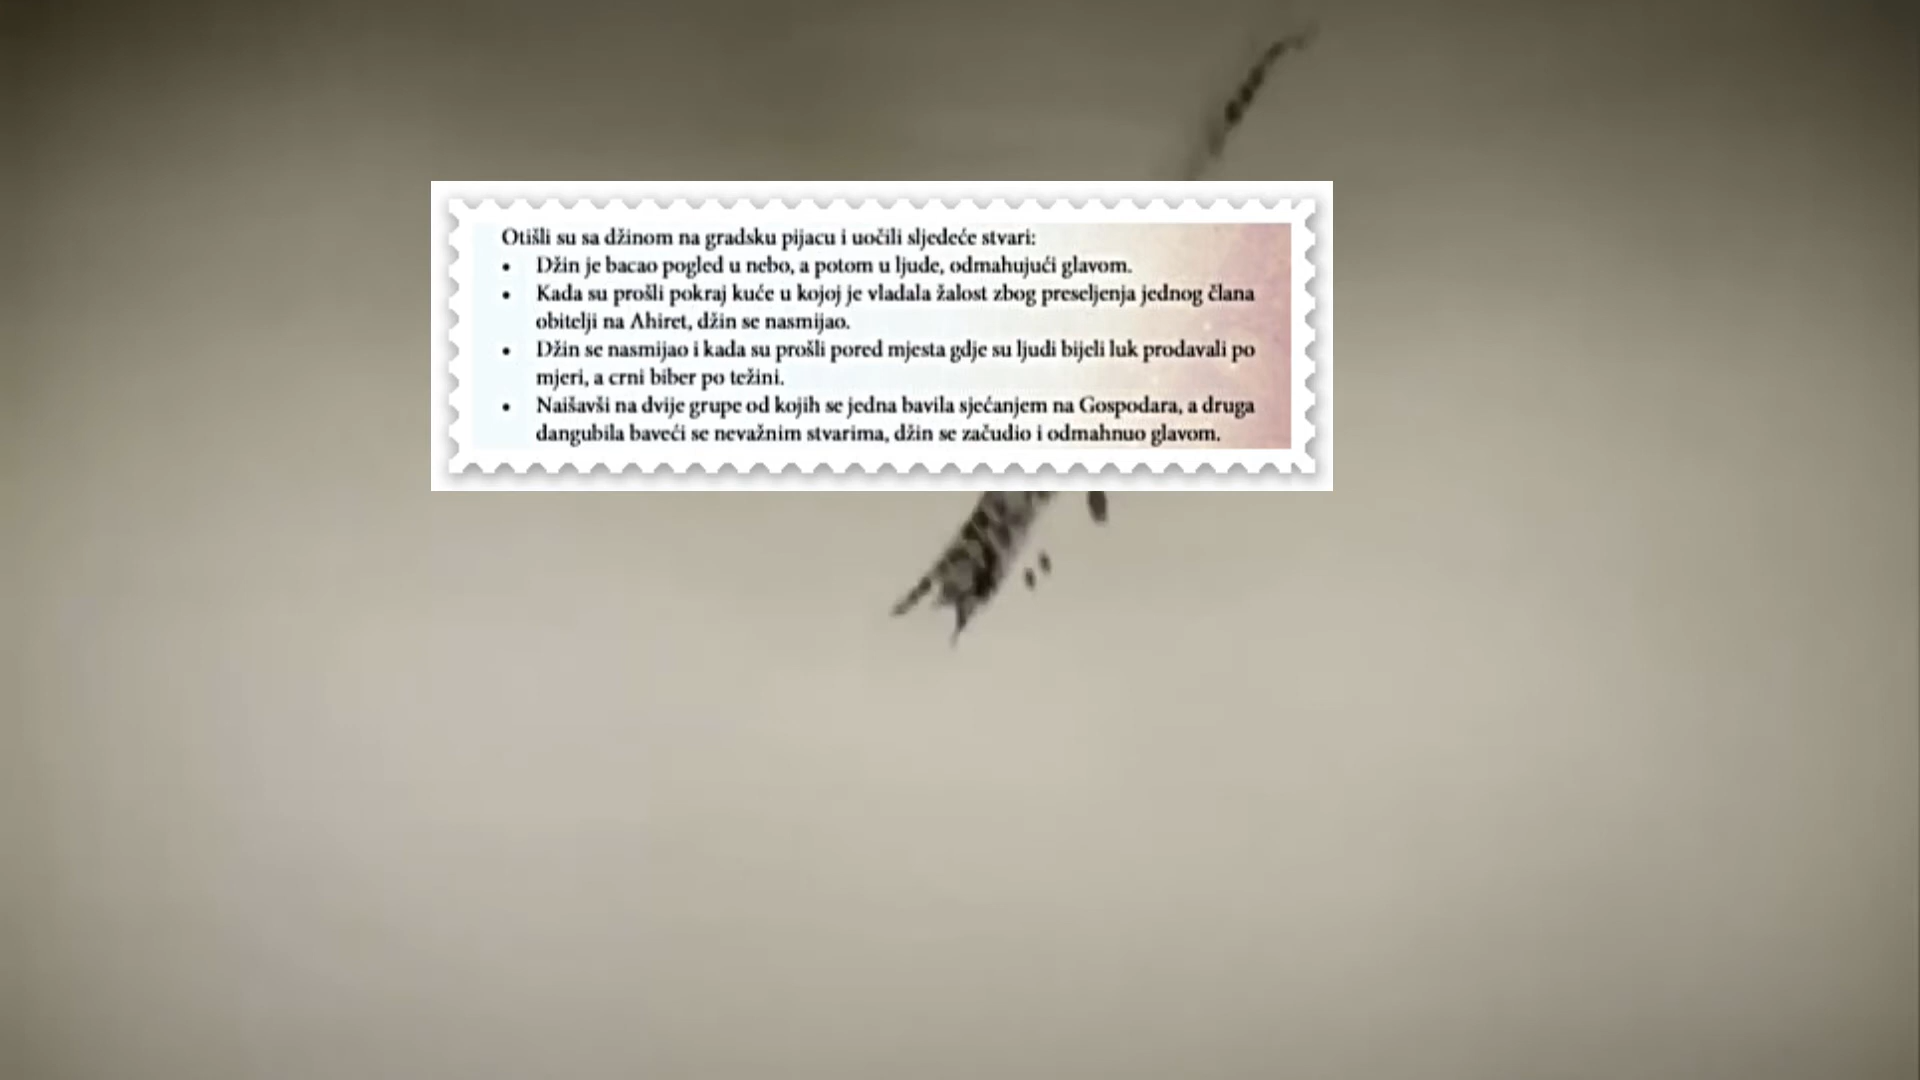 Otišli su sa džinom na gradsku pijacu i uočili sljedeće stvari:
• Džin je bacao pogled u nebo, a potom u ljude, odmahujući glavom.
• Kada su prošli pokraj kuće u kojoj je vladala žalost zbog preseljenja jednog člana
obitelji na Ahiret, džin se nasmijao.
• Džin se nasmijao i kada su prošli pored mjesta gdje su ljudi bijeli luk prodavali po
mjeri, a crni biber po težini.
• Naišavši na dvije grupe od kojih se jedna bavila sjećanjem na Gospodara, a druga
dangubila baveći se nevažnim stvarima, džin se začudio i odmahnuo glavom.